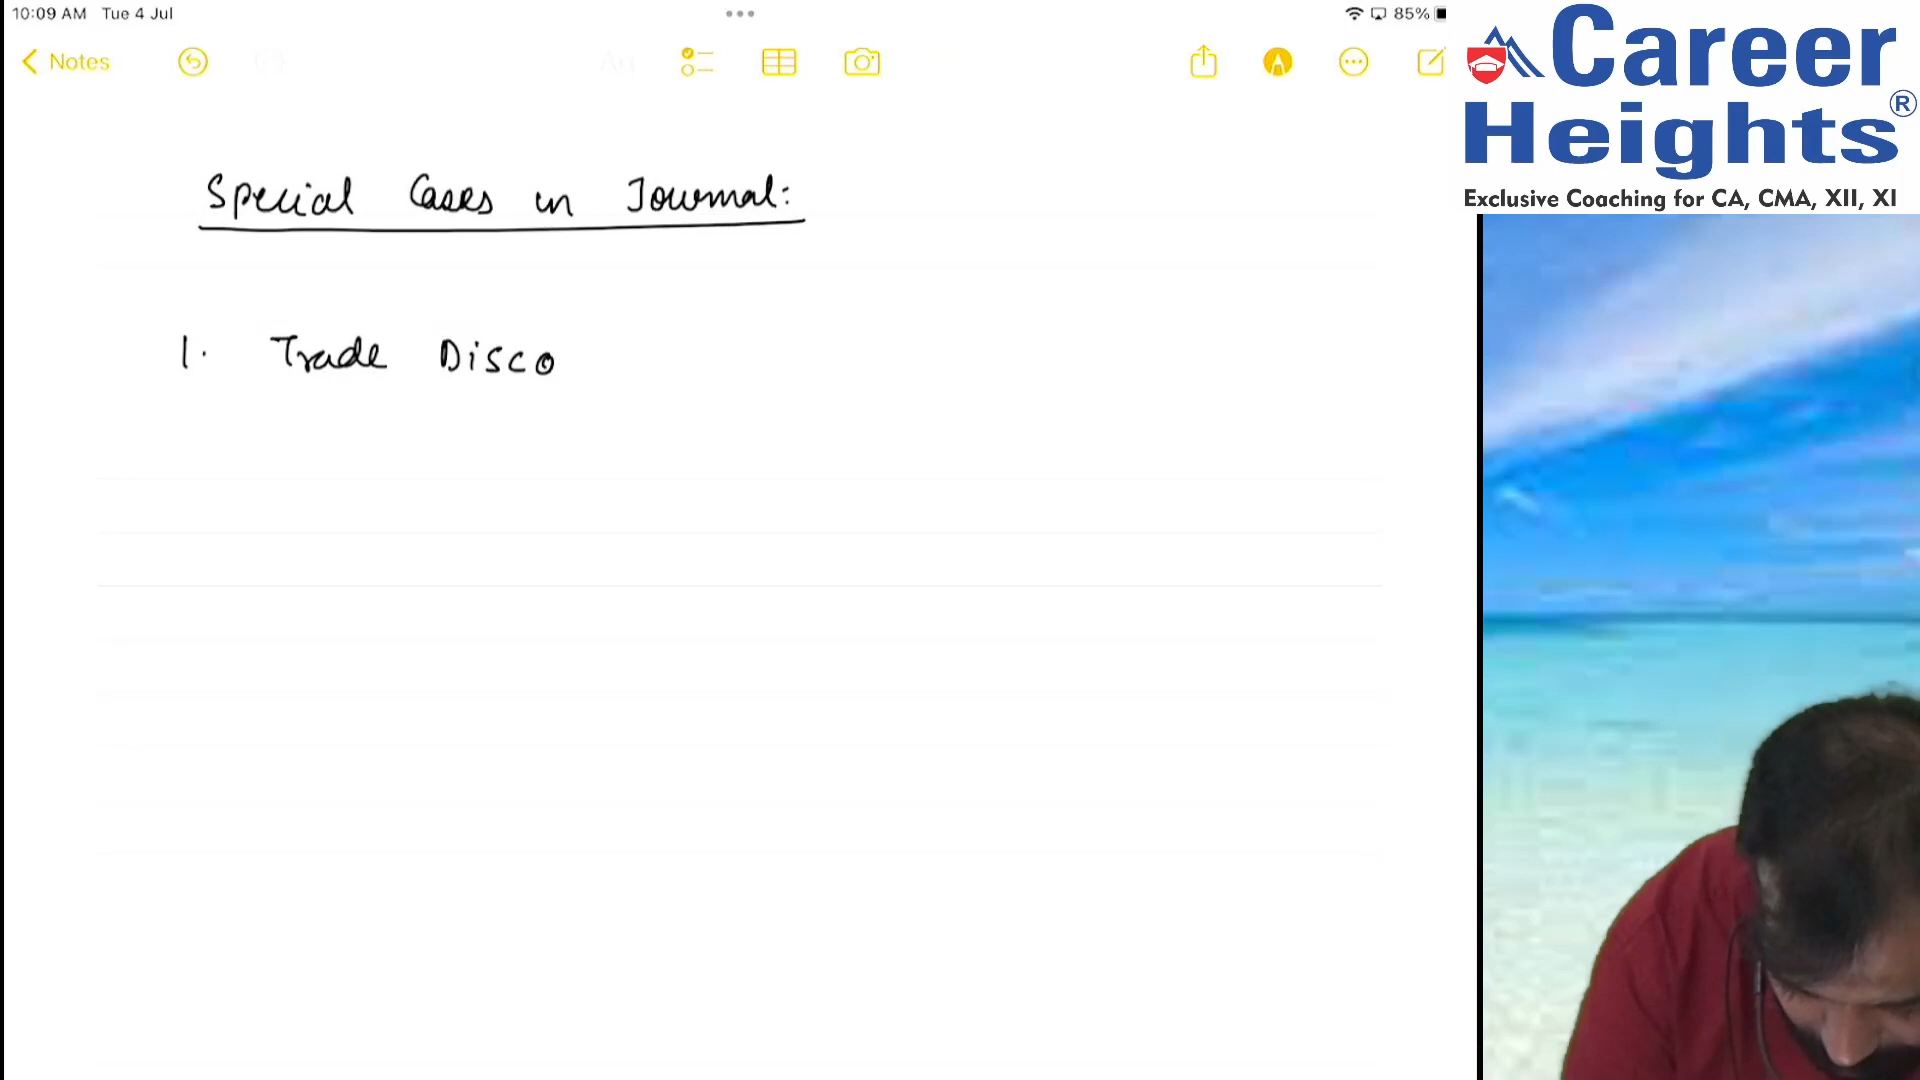 10:09 AM Tue 4 Jul
85%
Notes
Career
Heights®
Exclusive Coaching for CA, CMA, XII, XI
Special Cases in Journal:
1. Trade Disco